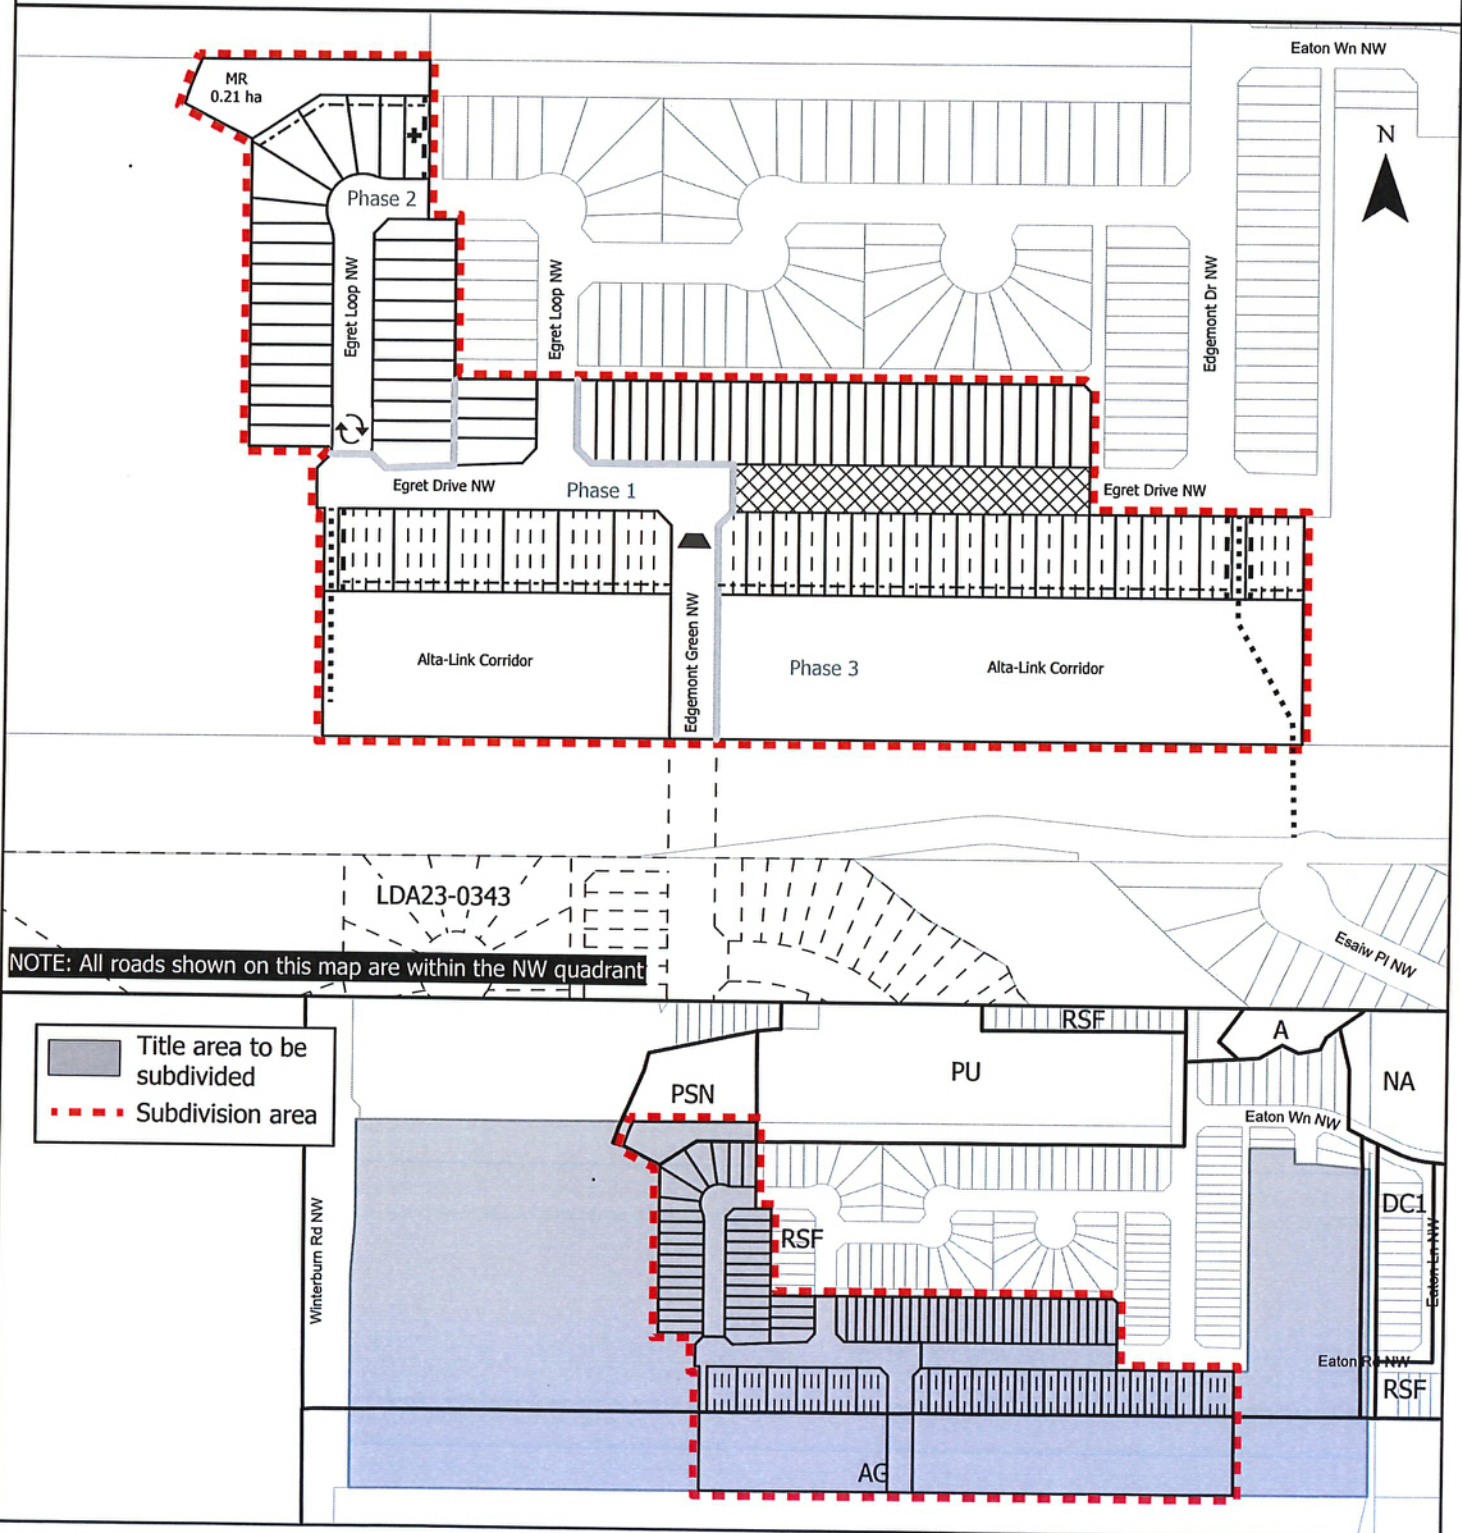 Eaton Wn NW
MR
0.21 ha
N
Phase 2
Egret Loop NW
Egret Loop NW
Edgemont Dr NW
Egret Drive NW
Phase 1
Egret Drive NW
Alta-Link Corridor
Edgemont Green NW
Phase 3
Alta-Link Corridor
LDA23-0343
Esaiw Pl NW
NOTE: All roads shown on this map are within the NW quadrant
Title area to be
subdivided
Subdivision area
RSF
A
PU
NA
PSN
Eaton Wn NW
DC1
Winterburn Rd NW
RSF
Eaton Ln NW
Eaton Rd NW
RSF
AG